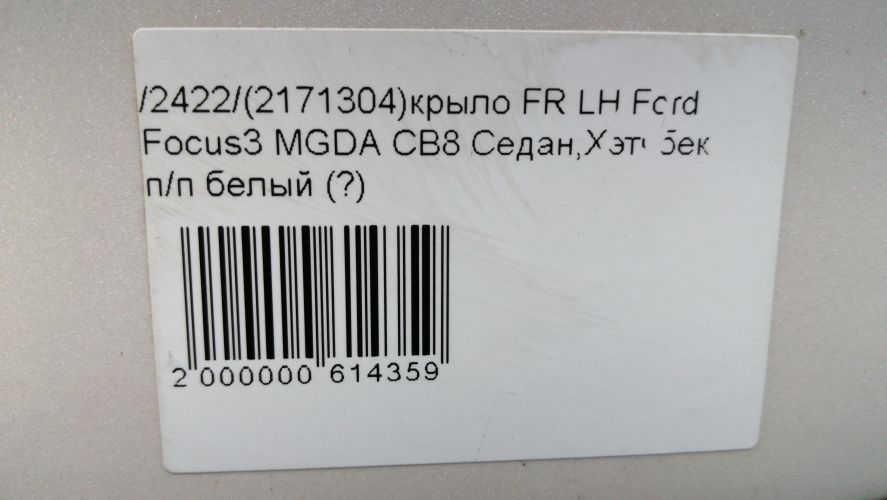 /2422/(2171304)крыло FR LH Ford
Focus3 MGDA CB8 Седан,Хэтчбек
п/п белый (?)
2 000000 614359